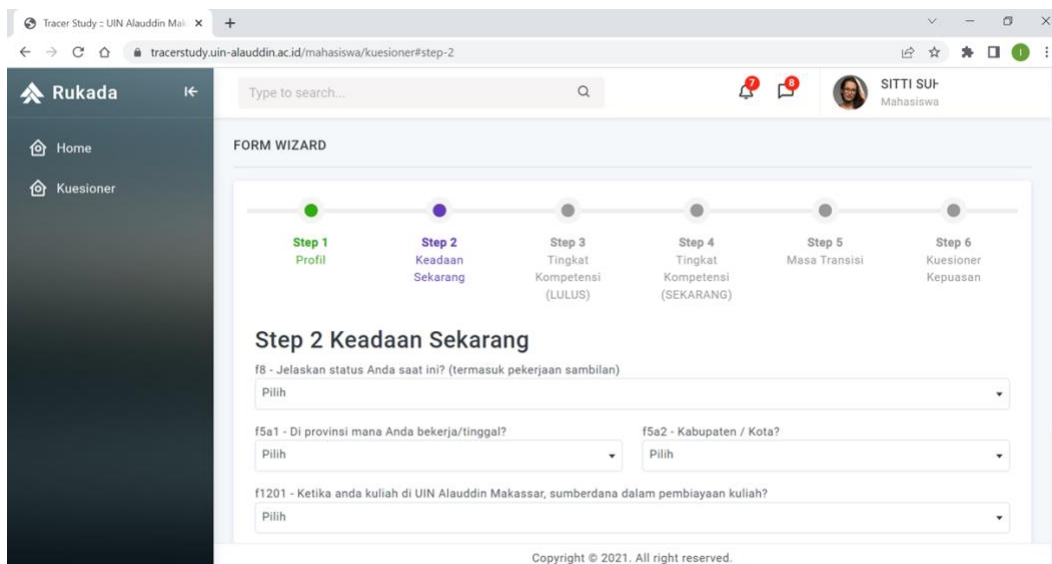 Tracer Study :: UIN Alauddin Mak
tracerstudy.uin-alauddin.ac.id/mahasiswa/kuesioner#step-2
I
Rukada
Type to search...
7
8
SITTI SUH
Mahasiswa
Home
Kuesioner
FORM WIZARD
Step 1
Profil
Step 2
Keadaan
Sekarang
Step 3
Tingkat
Kompetensi
(LULUS)
Step 4
Tingkat
Kompetensi
(SEKARANG)
Step 5
Masa Transisi
Step 6
Kuesioner
Kepuasan
Step 2 Keadaan Sekarang
f8 - Jelaskan status Anda saat ini? (termasuk pekerjaan sambilan)
Pilih
f5a1 - Di provinsi mana Anda bekerja/tinggal?
Pilih
f5a2 - Kabupaten / Kota?
Pilih
f1201 - Ketika anda kuliah di UIN Alauddin Makassar, sumberdana dalam pembiayaan kuliah?
Pilih
Copyright © 2021. All right reserved.